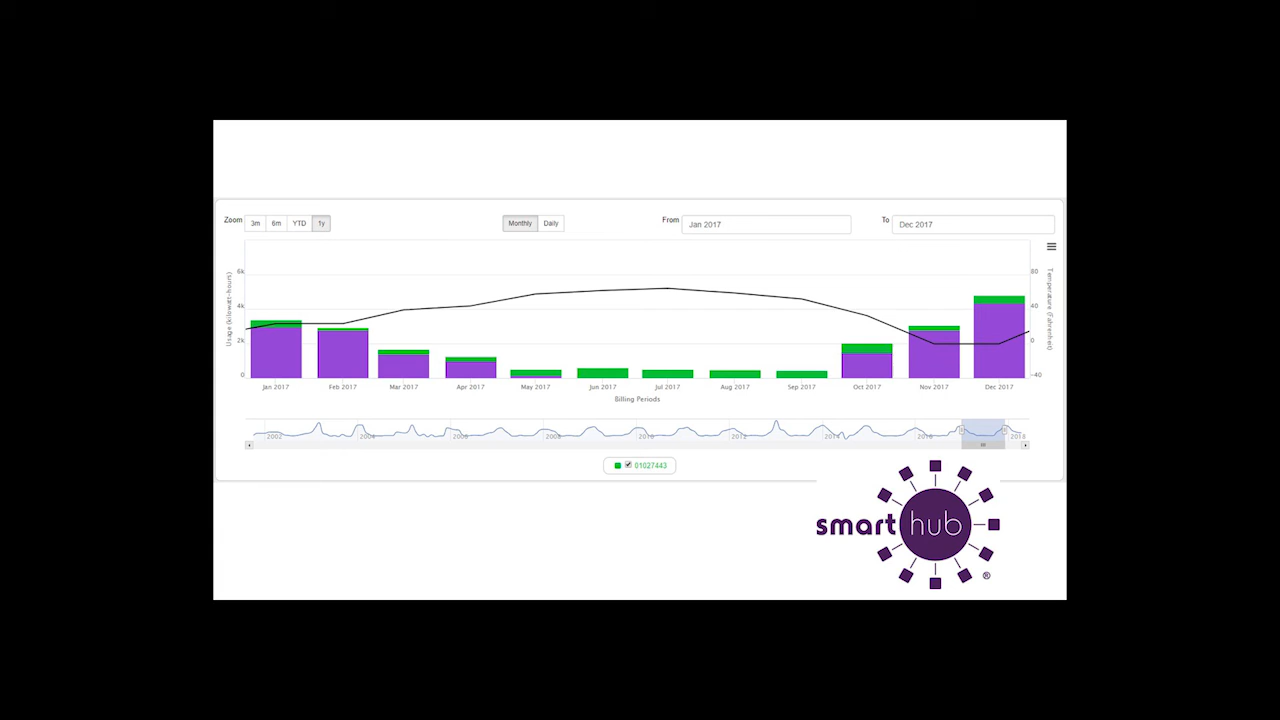 Zoom 3m 6m YTD 1y Monthly Daily From Jan 2017 To Dec 2017
Usage (kilowatt-hours)
6k
4k
2k
0
80
40
0
-40
Temperature (Fahrenheit)
Jan 2017 Feb 2017 Mar 2017 Apr 2017 May 2017 Jun 2017 Jul 2017 Aug 2017 Sep 2017 Oct 2017 Nov 2017 Dec 2017
Billing Periods
2002 2004 2006 2008 2010 2012 2014 2016 2018
01027443
smart hub
®